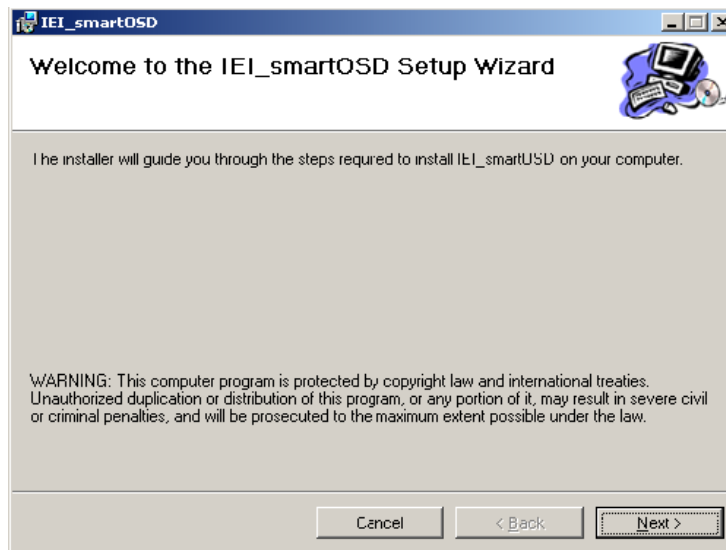 IEI_smartOSD
Welcome to the IEI_smartOSD Setup Wizard
The installer will guide you through the steps required to install IEI_smartOSD on your computer.
WARNING: This computer program is protected by copyright law and international treaties.
Unauthorized duplication or distribution of this program, or any portion of it, may result in severe civil
or criminal penalties, and will be prosecuted to the maximum extent possible under the law.
Cancel
< Back
Next >